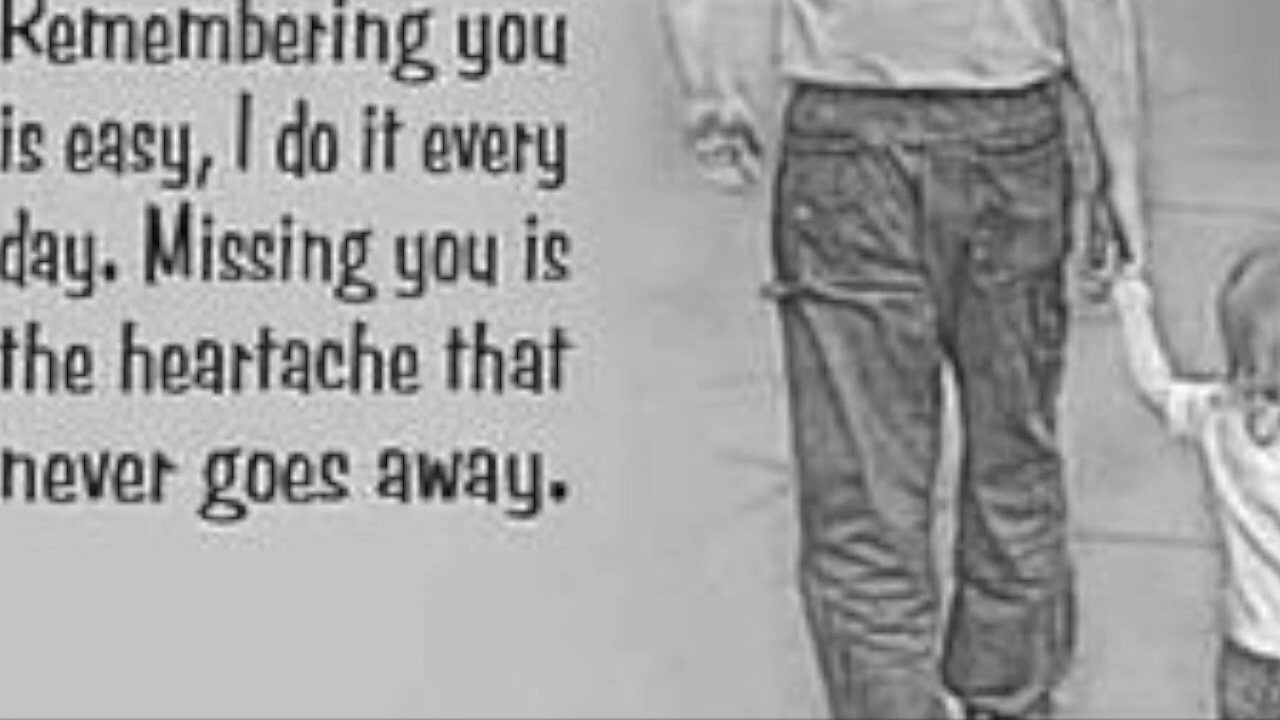 Remembering you
is easy, I do it every
day. Missing you is
the heartache that
never goes away.